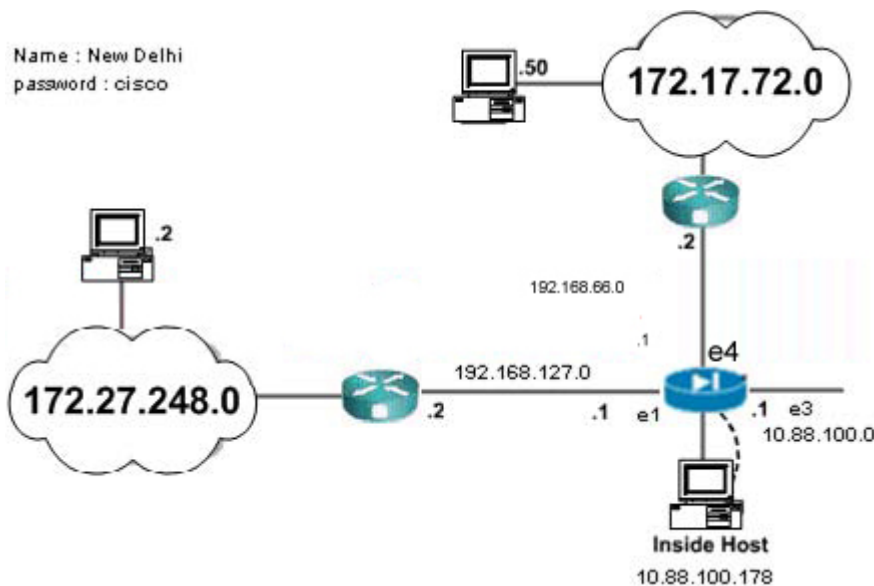 Name : New Delhi
password : cisco
.50
172.17.72.0
.2
.2
192.168.66.0
.1
e4
192.168.127.0
172.27.248.0
.2
.1
e1
.1
e3
10.88.100.0
Inside Host
10.88.100.178